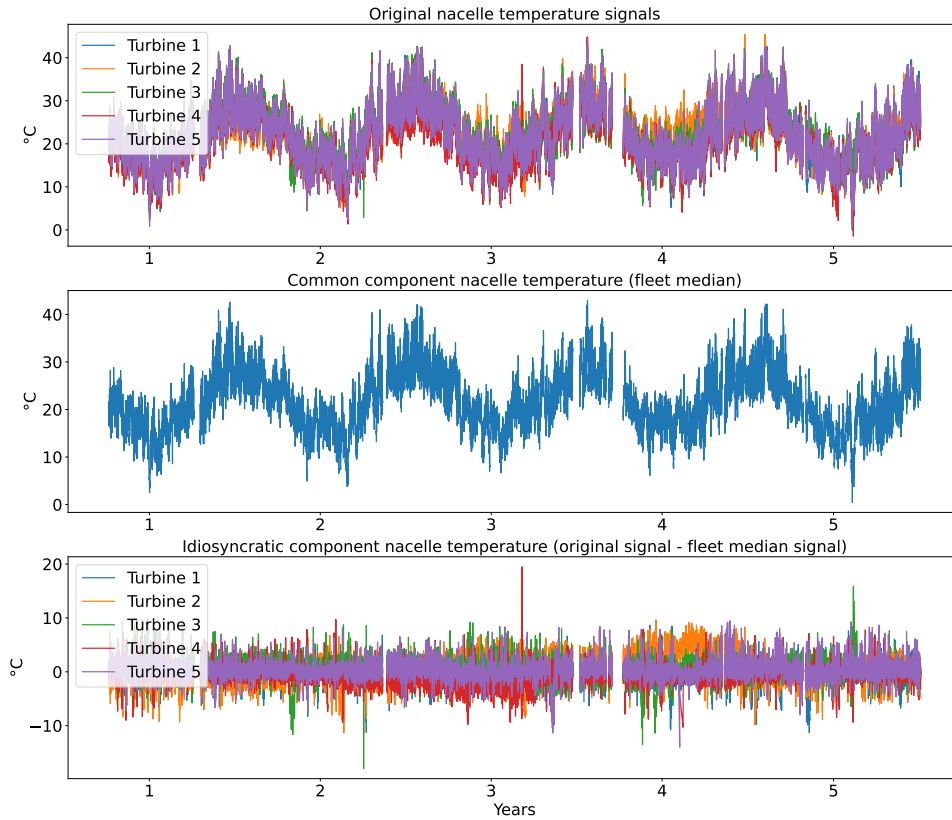 Original nacelle temperature signals
°C
40
30
20
10
0
Turbine 1
Turbine 2
Turbine 3
Turbine 4
Turbine 5
1 2 3 4 5
Common component nacelle temperature (fleet median)
°C
40
30
20
10
0
1 2 3 4 5
Idiosyncratic component nacelle temperature (original signal - fleet median signal)
°C
20
10
0
−10
Turbine 1
Turbine 2
Turbine 3
Turbine 4
Turbine 5
1 2 3 4 5
Years